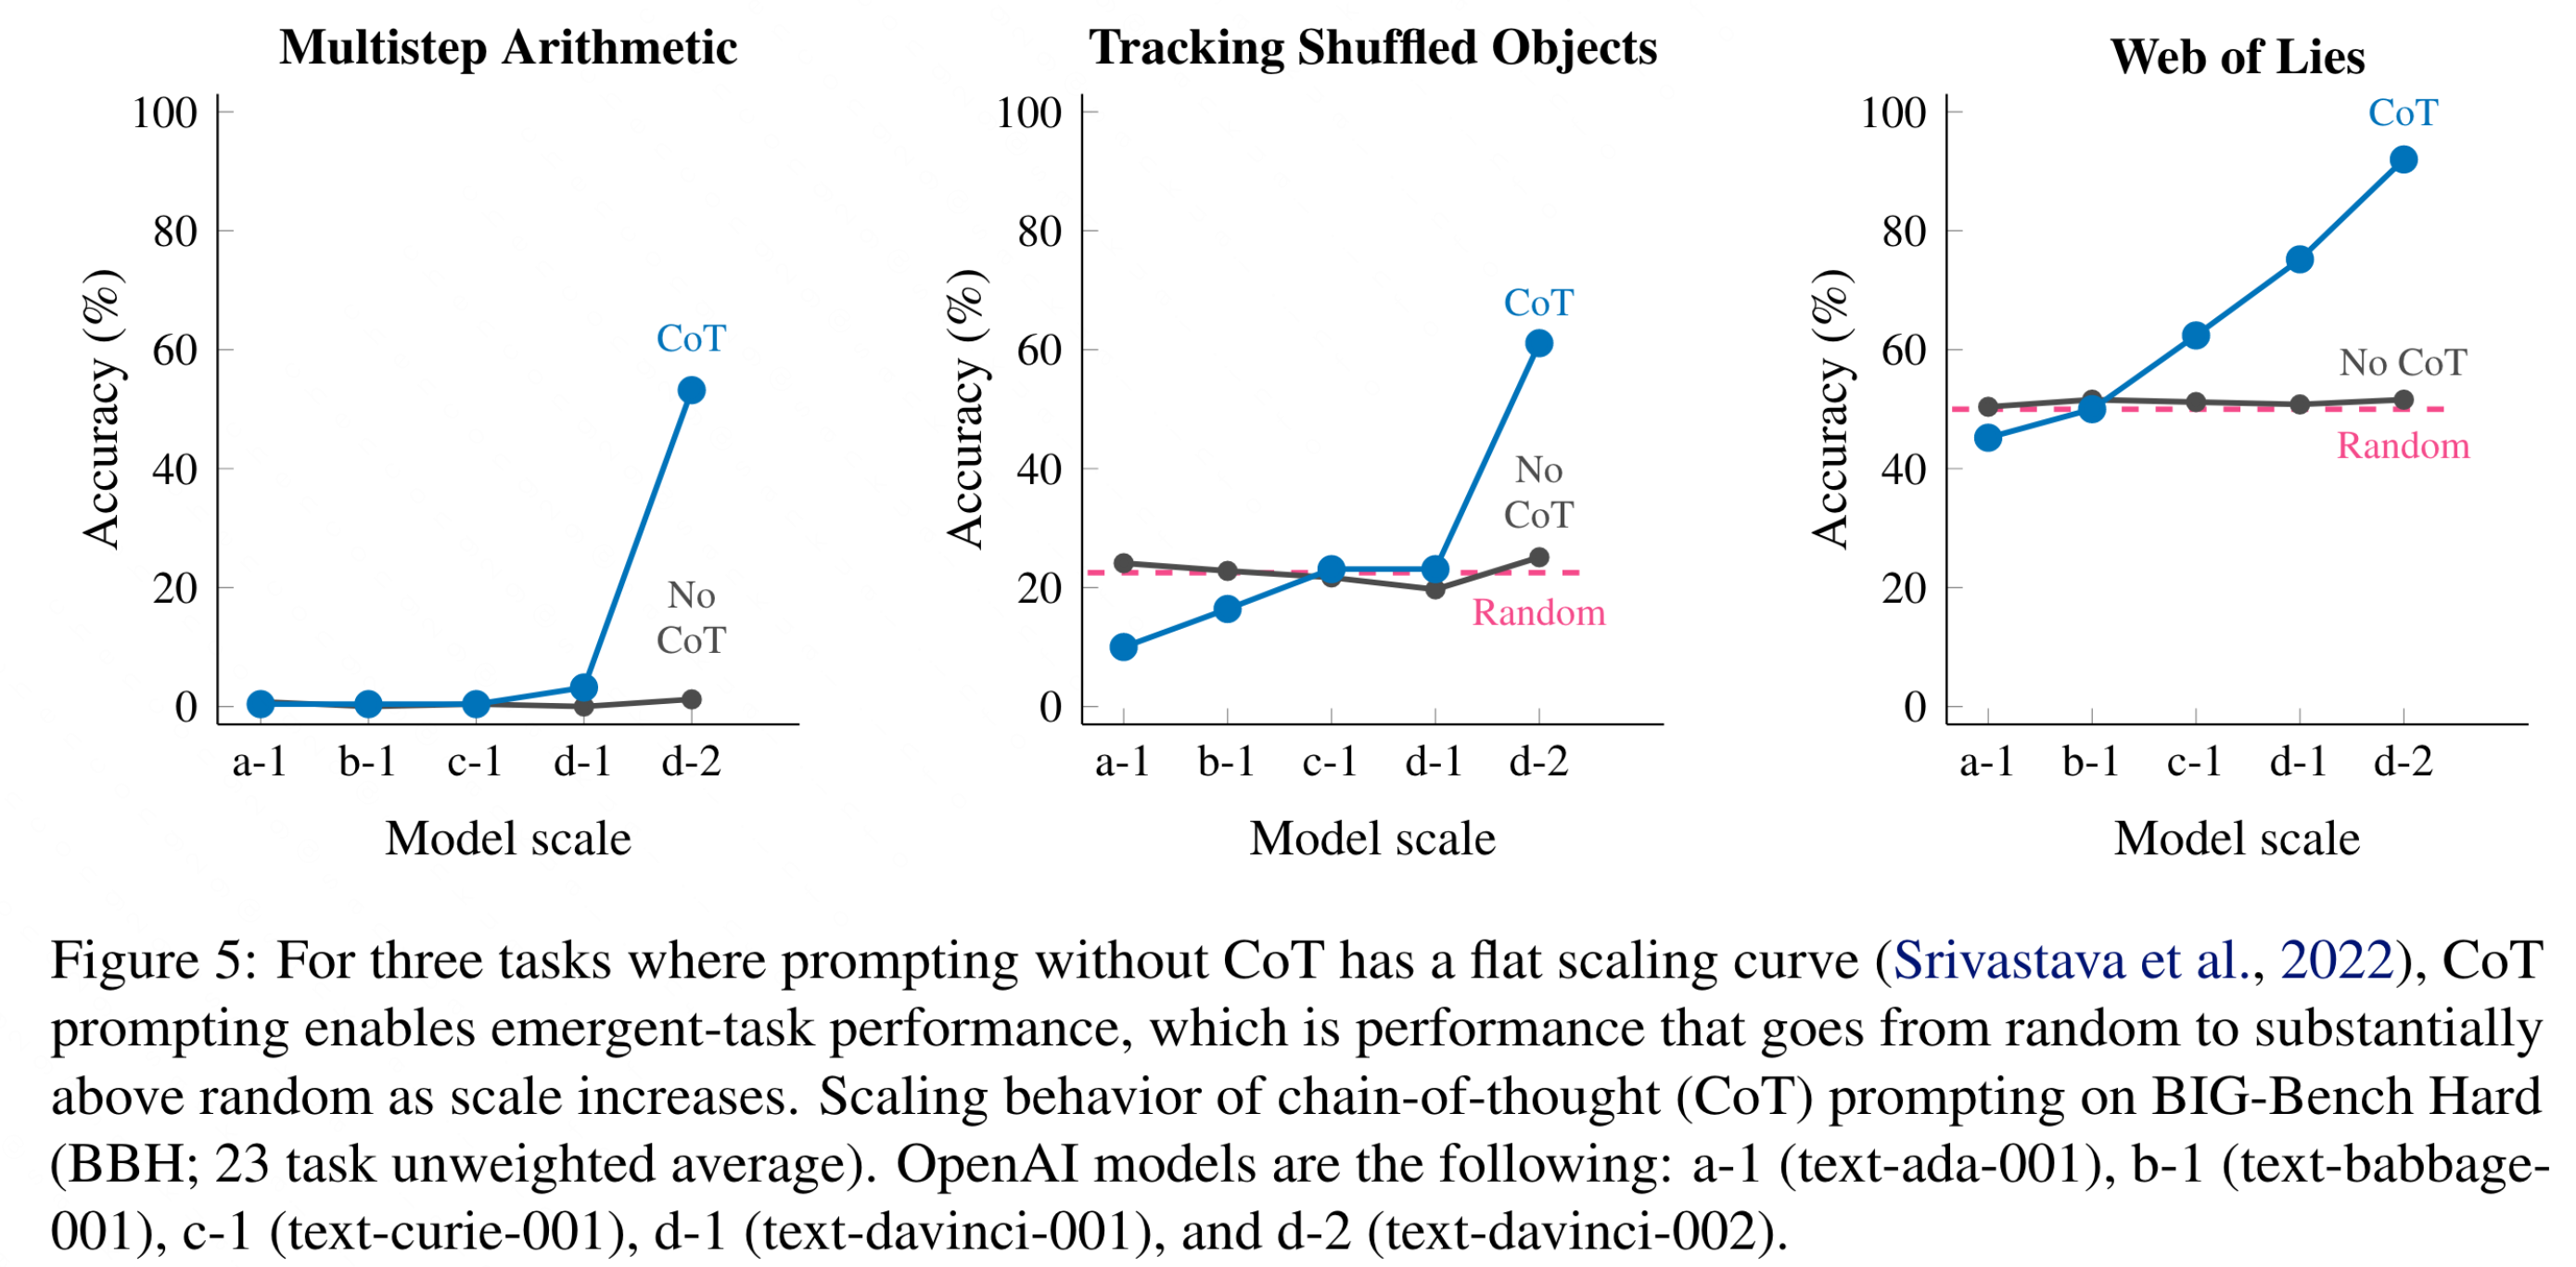 Multistep Arithmetic
Accuracy (%)
100
80
60
40
20
0
CoT
No
CoT
a-1 b-1 c-1 d-1 d-2
Model scale
Tracking Shuffled Objects
Accuracy (%)
100
80
60
40
20
0
CoT
No
CoT
Random
a-1 b-1 c-1 d-1 d-2
Model scale
Web of Lies
Accuracy (%)
100
80
60
40
20
0
CoT
No CoT
Random
a-1 b-1 c-1 d-1 d-2
Model scale
Figure 5: For three tasks where prompting without CoT has a flat scaling curve (Srivastava et al., 2022), CoT
prompting enables emergent-task performance, which is performance that goes from random to substantially
above random as scale increases. Scaling behavior of chain-of-thought (CoT) prompting on BIG-Bench Hard
(BBH; 23 task unweighted average). OpenAI models are the following: a-1 (text-ada-001), b-1 (text-babbage-
001), c-1 (text-curie-001), d-1 (text-davinci-001), and d-2 (text-davinci-002).